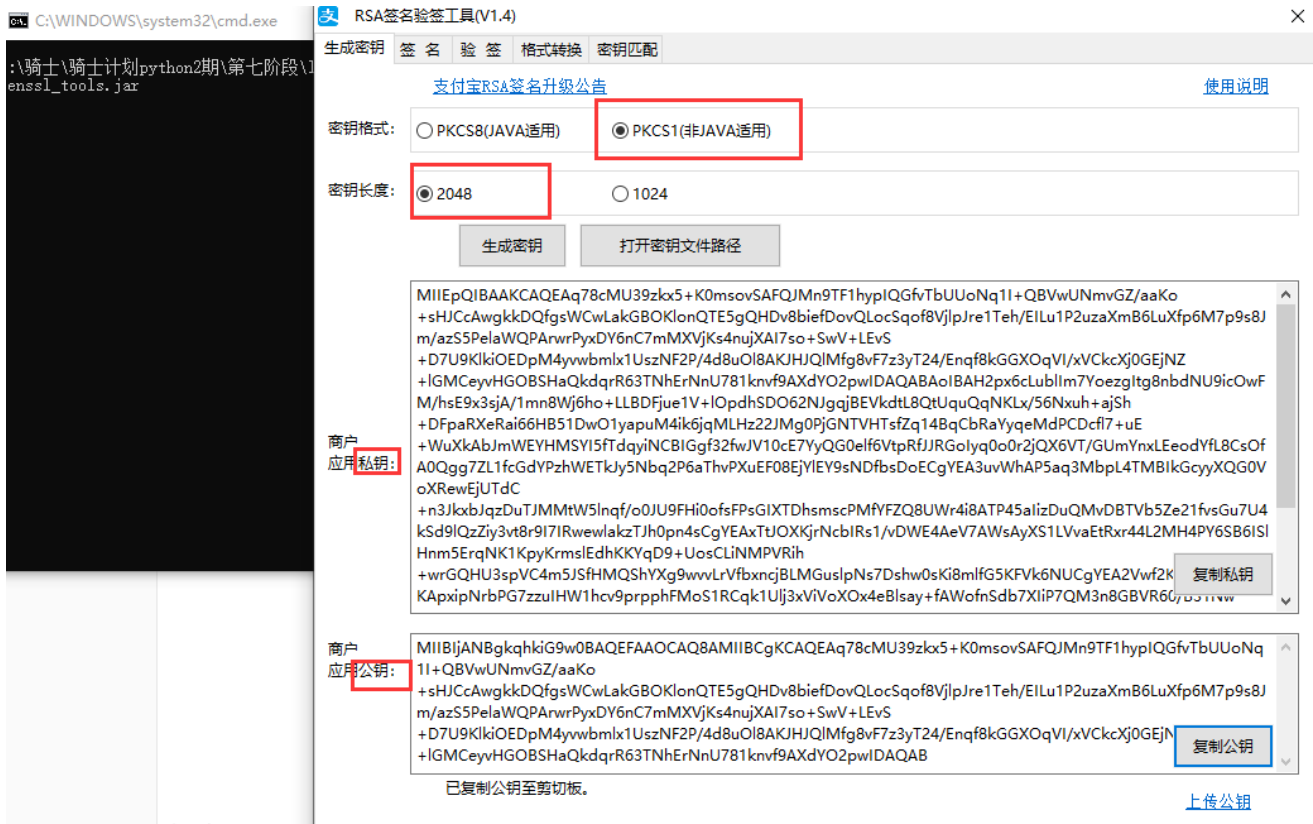 C:\WINDOWS\system32\cmd.exe
:\骑士\骑士计划python2期\第七阶段\1
enssl_tools.jar
支 RSA签名验签工具(V1.4)
生成密钥 签 名 验 签 格式转换 密钥匹配
支付宝RSA签名升级公告 使用说明
密钥格式: PKCS8(JAVA适用) PKCS1(非JAVA适用)
密钥长度: 2048 1024
生成密钥 打开密钥文件路径
商户
应用私钥:
MIIEpQIBAAKCAQEAq78cMU39zkx5+K0msovSAFQJMn9TF1hypIQGfvTbUUoNq1I+QBVwUNmvGZ/aaKo
+sHJCcAwgkkDQfgsWCwLakGBOKlonQTE5gQHDv8biefDovQLocSqof8VjlpJre1Teh/EILu1P2uzaXmB6LuXfp6M7p9s8J
m/azS5PelaWQPArwrPyxDY6nC7mMXVjKs4nujXAI7so+SwV+LEvS
+D7U9KlkiOEDpM4yvwbmlx1UszNF2P/4d8uOl8AKJHJQlMfg8vF7z3yT24/Enqf8kGGXOqVI/xVCkcXj0GEjNZ
+lGMCeyvHGOBSHaQkdqrR63TNhErNnU781knvf9AXdYO2pwIDAQABAoIBAH2px6cLublIm7YoezgItg8nbdNU9icOwF
M/hsE9x3sjA/1mn8Wj6ho+LLBDFjue1V+lOpdhSDO62NJgqjBEVkdtL8QtUquQqNKLx/56Nxuh+ajSh
+DFpaRXeRai66HB51DwO1yapuM4ik6jqMLHz22JMg0PjGNTVHTsfZq14BqCbRaYyqeMdPCDcfl7+uE
+WuXkAbJmWEYHMSYI5fTdqyiNCBIGgf32fwJV10cE7YyQG0elf6VtpRfJJRGoIyq0o0r2jQX6VT/GUmYnxLEeodYfL8CsOf
A0Qgg7ZL1fcGdYPzhWETkJy5Nbq2P6aThvPXuEF08EjYlEY9sNDfbsDoECgYEA3uvWhAP5aq3MbpL4TMBIkGcyyXQG0V
oXRewEjUTdC
+n3JkxbJqzDuTJMMtW5lnqf/o0JU9FHi0ofsFPsGIXTDhsmscPMfYFZQ8UWr4i8ATP45aIizDuQMvDBTVb5Ze21fvsGu7U4
kSd9lQzZiy3vt8r9I7IRwewlakzTJh0pn4sCgYEAxTtJOXKjrNcbIRs1/vDWE4AeV7AWsAyXS1LVvaEtRxr44L2MH4PY6SB6ISl
Hnm5ErqNK1KpyKrmslEdhKKYqD9+UosCLiNMPVRih
+wrGQHU3spVC4m5JSfHMQShYXg9wvvLrVfbxncjBLMGuslpNs7Dshw0sKi8mlfG5KFVk6NUCgYEA2Vwf2K
KApxipNrbPG7zzuIHW1hcv9prpphFMoS1RCqk1Ulj3xViVoXOx4eBlsay+fAWofnSdb7XIiP7QM3n8GBVR60/B31NW
复制私钥
商户
应用公钥:
MIIBIjANBgkqhkiG9w0BAQEFAAOCAQ8AMIIBCgKCAQEAq78cMU39zkx5+K0msovSAFQJMn9TF1hypIQGfvTbUUoNq
1I+QBVwUNmvGZ/aaKo
+sHJCcAwgkkDQfgsWCwLakGBOKlonQTE5gQHDv8biefDovQLocSqof8VjlpJre1Teh/EILu1P2uzaXmB6LuXfp6M7p9s8J
m/azS5PelaWQPArwrPyxDY6nC7mMXVjKs4nujXAI7so+SwV+LEvS
+D7U9KlkiOEDpM4yvwbmlx1UszNF2P/4d8uOl8AKJHJQlMfg8vF7z3yT24/Enqf8kGGXOqVI/xVCkcXj0GEjN
+lGMCeyvHGOBSHaQkdqrR63TNhErNnU781knvf9AXdYO2pwIDAQAB
复制公钥
已复制公钥至剪切板。
上传公钥